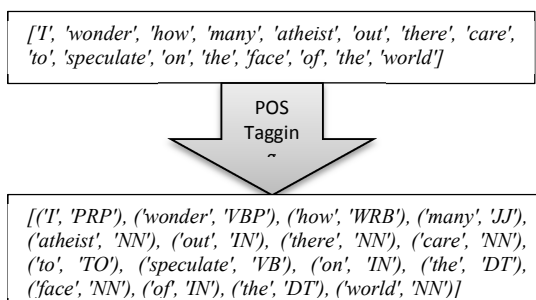 ['I', 'wonder', 'how', 'many', 'atheist', 'out', 'there', 'care',
'to', 'speculate', 'on', 'the', 'face', 'of', 'the', 'world']
POS
Taggin
[('I', 'PRP'), ('wonder', 'VBP'), ('how', 'WRB'), ('many', 'JJ'),
('atheist', 'NN'), ('out', 'IN'), ('there', 'NN'), ('care', 'NN'),
('to', 'TO'), ('speculate', 'VB'), ('on', 'IN'), ('the', 'DT'),
('face', 'NN'), ('of', 'IN'), ('the', 'DT'), ('world', 'NN')]